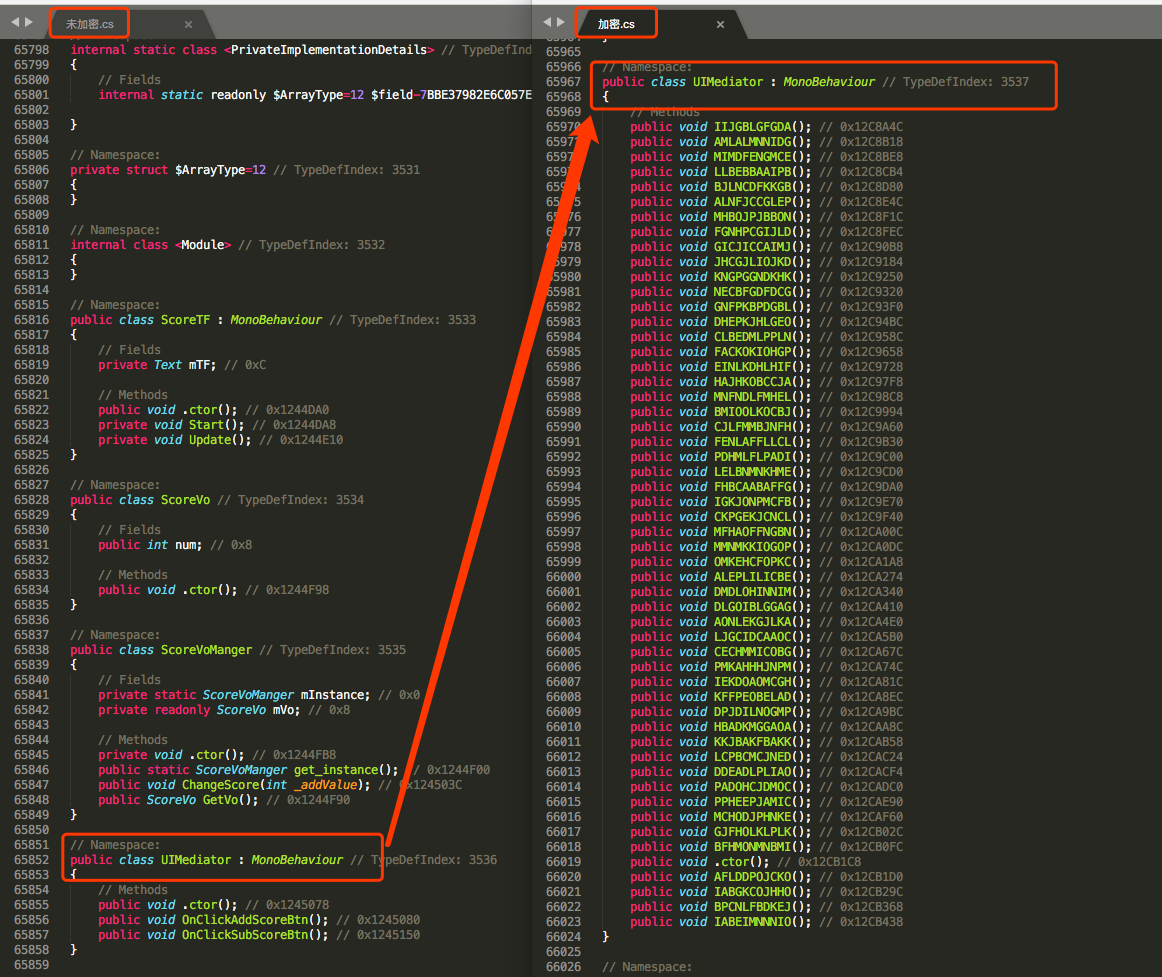 未加密.cs
65798 internal static class <PrivateImplementationDetails> // TypeDefInd
65799 {
65800 // Fields
65801 internal static readonly $ArrayType=12 $field-7BBE37982E6C057E
65802
65803 }
65804
65805 // Namespace:
65806 private struct $ArrayType=12 // TypeDefIndex: 3531
65807 {
65808 }
65809
65810 // Namespace:
65811 internal class <Module> // TypeDefIndex: 3532
65812 {
65813 }
65814
65815 // Namespace:
65816 public class ScoreTF : MonoBehaviour // TypeDefIndex: 3533
65817 {
65818 // Fields
65819 private Text mTF; // 0xC
65820
65821 // Methods
65822 public void .ctor(); // 0x1244DA0
65823 private void Start(); // 0x1244DA8
65824 private void Update(); // 0x1244E10
65825 }
65826
65827 // Namespace:
65828 public class ScoreVo // TypeDefIndex: 3534
65829 {
65830 // Fields
65831 public int num; // 0x8
65832
65833 // Methods
65834 public void .ctor(); // 0x1244F98
65835 }
65836
65837 // Namespace:
65838 public class ScoreVoManger // TypeDefIndex: 3535
65839 {
65840 // Fields
65841 private static ScoreVoManger mInstance; // 0x0
65842 private readonly ScoreVo mVo; // 0x8
65843
65844 // Methods
65845 private void .ctor(); // 0x1244FB8
65846 public static ScoreVoManger get_instance(); // 0x1244F00
65847 public void ChangeScore(int _addValue); // 0x124503C
65848 public ScoreVo GetVo(); // 0x1244F90
65849 }
65850
65851 // Namespace:
65852 public class UIMediator : MonoBehaviour // TypeDefIndex: 3536
65853 {
65854 // Methods
65855 public void .ctor(); // 0x1245078
65856 public void OnClickAddScoreBtn(); // 0x1245080
65857 public void OnClickSubScoreBtn(); // 0x1245150
65858 }
65859
加密.cs
65965
65966 // Namespace:
65967 public class UIMediator : MonoBehaviour // TypeDefIndex: 3537
65968 {
65969 // Methods
65970 public void IIJGBLGFGDA(); // 0x12C8A4C
public void AMLALMNNIDG(); // 0x12C8B18
public void MIMDFENGMCE(); // 0x12C8BE8
public void LLBEBBAAIPB(); // 0x12C8CB4
public void BJLNCDFKKGB(); // 0x12C8D80
public void ALNFJCCGLEP(); // 0x12C8E4C
65976 public void MHBOJPJBBON(); // 0x12C8F1C
65977 public void FGNHPCGIJLD(); // 0x12C8FEC
65978 public void GICJICCAIMJ(); // 0x12C90B8
65979 public void JHCGJLIOJKD(); // 0x12C9184
65980 public void KNGPGGNDKHK(); // 0x12C9250
65981 public void NECBFGDFDCG(); // 0x12C9320
65982 public void GNFPKBPDGBL(); // 0x12C93F0
65983 public void DHEPKJHLGEO(); // 0x12C94BC
65984 public void CLBEDMLPPLN(); // 0x12C958C
65985 public void FACKOKIOHGP(); // 0x12C9658
65986 public void EINLKDHLHIF(); // 0x12C9728
65987 public void HAJHKOBCCJA(); // 0x12C97F8
65988 public void MNFNDLFMHEL(); // 0x12C98C8
65989 public void BMIOOLKOCBJ(); // 0x12C9994
65990 public void CJLFMMBJNFH(); // 0x12C9A60
65991 public void FENLAFFLLCL(); // 0x12C9B30
65992 public void PDHMLFLPADI(); // 0x12C9C00
65993 public void LELBNMNKHME(); // 0x12C9CD0
65994 public void FHBCAABAFFG(); // 0x12C9DA0
65995 public void IGKJONPMCFB(); // 0x12C9E70
65996 public void CKPGEKJCNCL(); // 0x12C9F40
65997 public void MFHAOFFNGBN(); // 0x12CA00C
65998 public void MMNMKKIOGOP(); // 0x12CA0DC
65999 public void OMKEHCFOPKC(); // 0x12CA1A8
66000 public void ALEPLILICBE(); // 0x12CA274
66001 public void DMDLOHINNIM(); // 0x12CA340
66002 public void DLGOIBLGGAG(); // 0x12CA410
66003 public void AONLEKGJLKA(); // 0x12CA4E0
66004 public void LJGCIDCAAOC(); // 0x12CA5B0
66005 public void CECHMMICOBG(); // 0x12CA67C
66006 public void PMKAHHHJNPM(); // 0x12CA74C
66007 public void IEKDOAOMCGH(); // 0x12CA81C
66008 public void KFFPEOBELAD(); // 0x12CA8EC
66009 public void DPJDILNOGMP(); // 0x12CA9BC
66010 public void HBADKMGGAOA(); // 0x12CAA8C
66011 public void KKJBAKFBAKK(); // 0x12CAB58
66012 public void LCPBCMCJNED(); // 0x12CAC24
66013 public void DDEADLPLIAO(); // 0x12CACF4
66014 public void PADOHCJDMOC(); // 0x12CADC0
66015 public void PPHEEPJAMIC(); // 0x12CAE90
66016 public void MCHODJPHNKE(); // 0x12CAF60
66017 public void GJFHOLKLPLK(); // 0x12CB02C
66018 public void BFHMONMNBMI(); // 0x12CB0FC
66019 public void .ctor(); // 0x12CB1C8
66020 public void AFLDDPOJCKO(); // 0x12CB1D0
66021 public void IABGKCOJHHO(); // 0x12CB29C
66022 public void BPCNLFBDKEJ(); // 0x12CB368
66023 public void IABEIMNNNIO(); // 0x12CB438
66024 }
66025
66026 // Namespace: